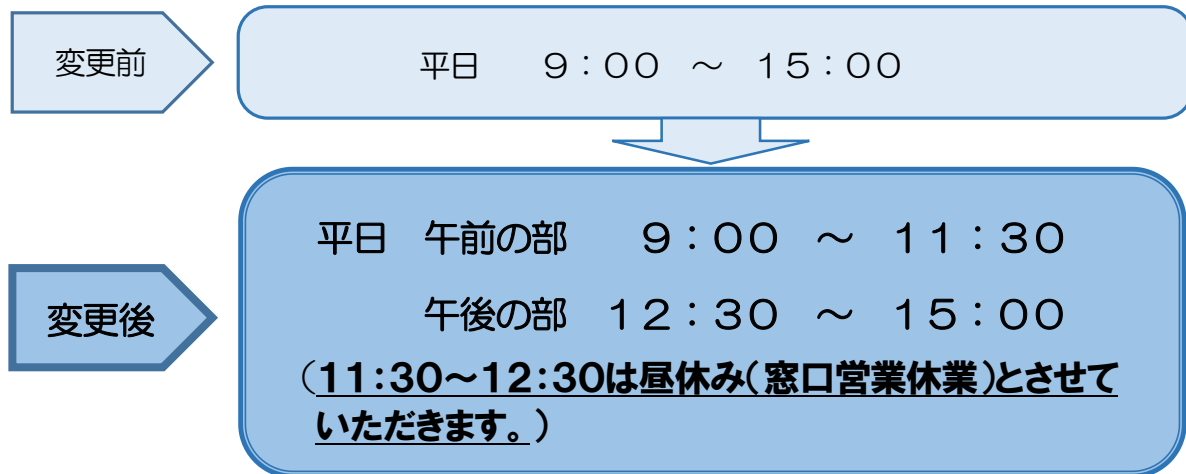 変更前
平日 9：00 ～ 15：00
平日 午前の部 9：00 ～ 11：30
変更後
午後の部 12：30 ～ 15：00
（11：30～12：30は昼休み（窓口営業休業）とさせて
いただきます。）